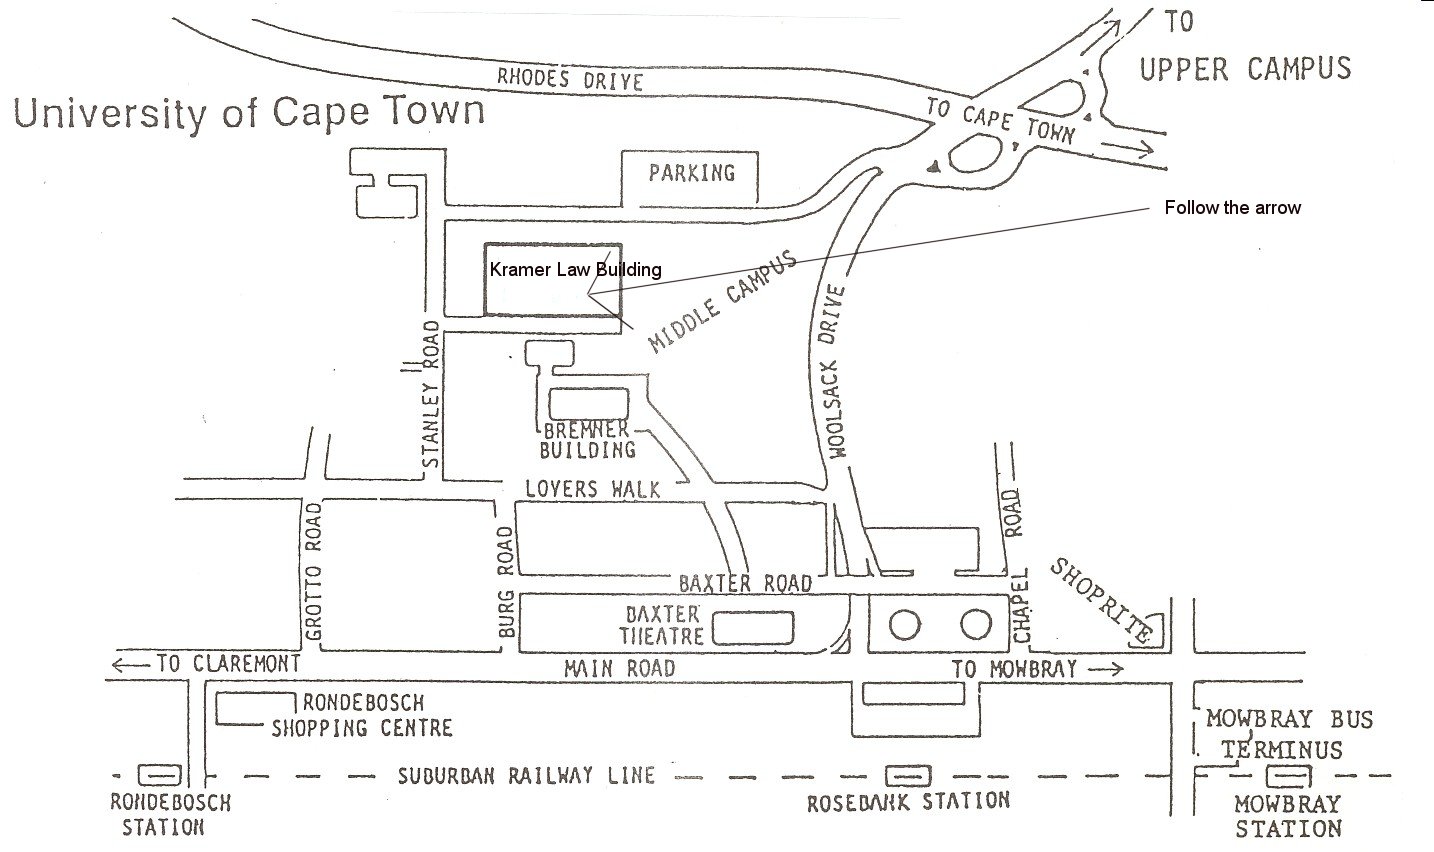 TO
UPPER CAMPUS
RHODES DRIVE
University of Cape Town
TO CAPE TOWN
PARKING
Follow the arrow
Kramer Law Building
MIDDLE CAMPUS
WOOLSACK DRIVE
STANLEY ROAD
BREMNER
BUILDING
LOVERS WALK
GROTTO ROAD
BURG ROAD
CHAPEL ROAD
SHOPRITE
BAXTER ROAD
BAXTER
THEATRE
TO CLAREMONT
MAIN ROAD
TO MOWBRAY
RONDEBOSCH
SHOPPING CENTRE
MOWBRAY BUS
TERMINUS
SUBURBAN RAILWAY LINE
RONDEBOSCH
STATION
ROSEBANK STATION
MOWBRAY
STATION